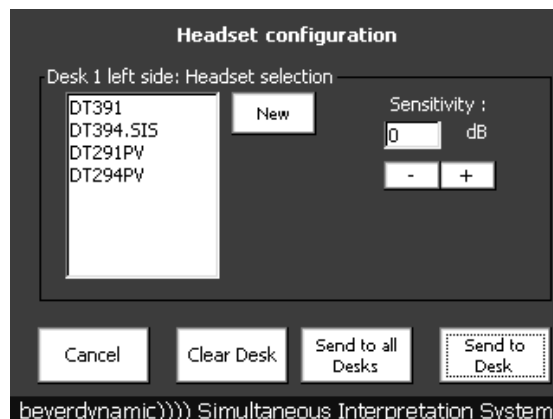 Headset configuration
Desk 1 left side: Headset selection
DT391
DT394.SIS
DT291PV
DT294PV
New
Sensitivity :
0 dB
- +
Cancel
Clear Desk
Send to all
Desks
Send to
Desk
beyerdynamic)))) Simultaneous Interpretation System